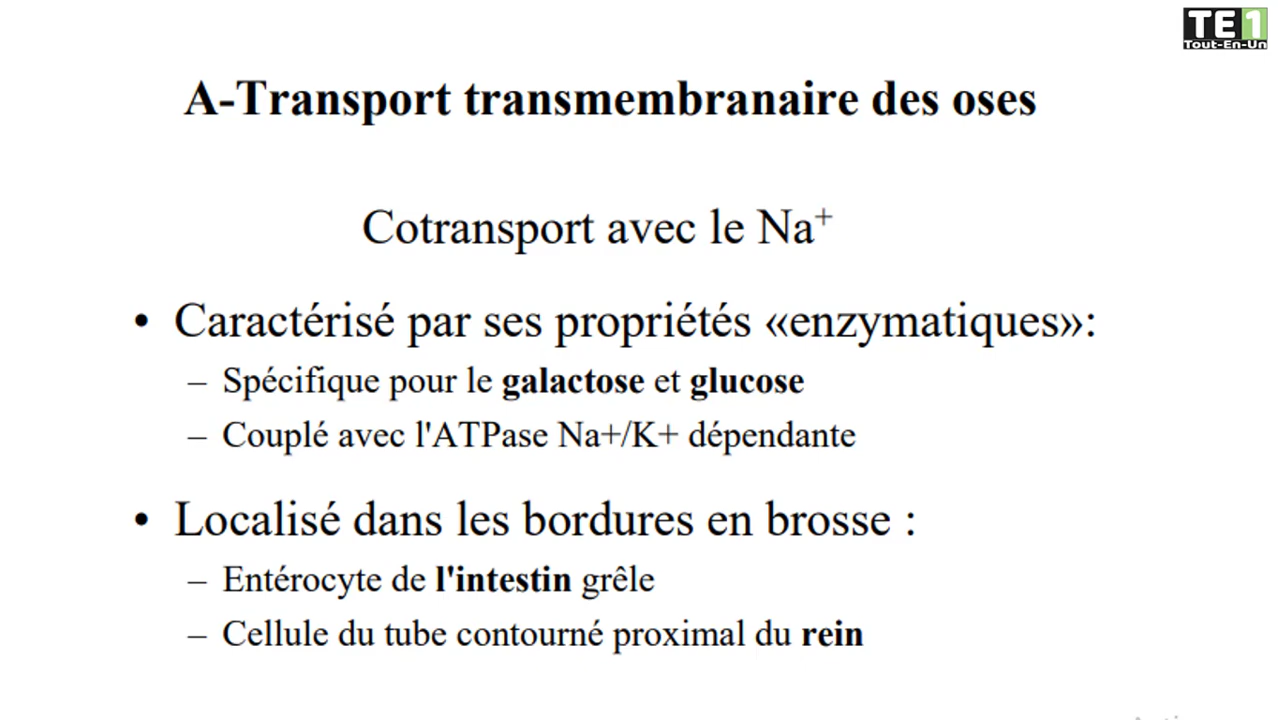 TE1
Tout-En-Un
A-Transport transmembranaire des oses
Cotransport avec le Na⁺
• Caractérisé par ses propriétés «enzymatiques»:
– Spécifique pour le galactose et glucose
– Couplé avec l'ATPase Na+/K+ dépendante
• Localisé dans les bordures en brosse :
– Entérocyte de l'intestin grêle
– Cellule du tube contourné proximal du rein